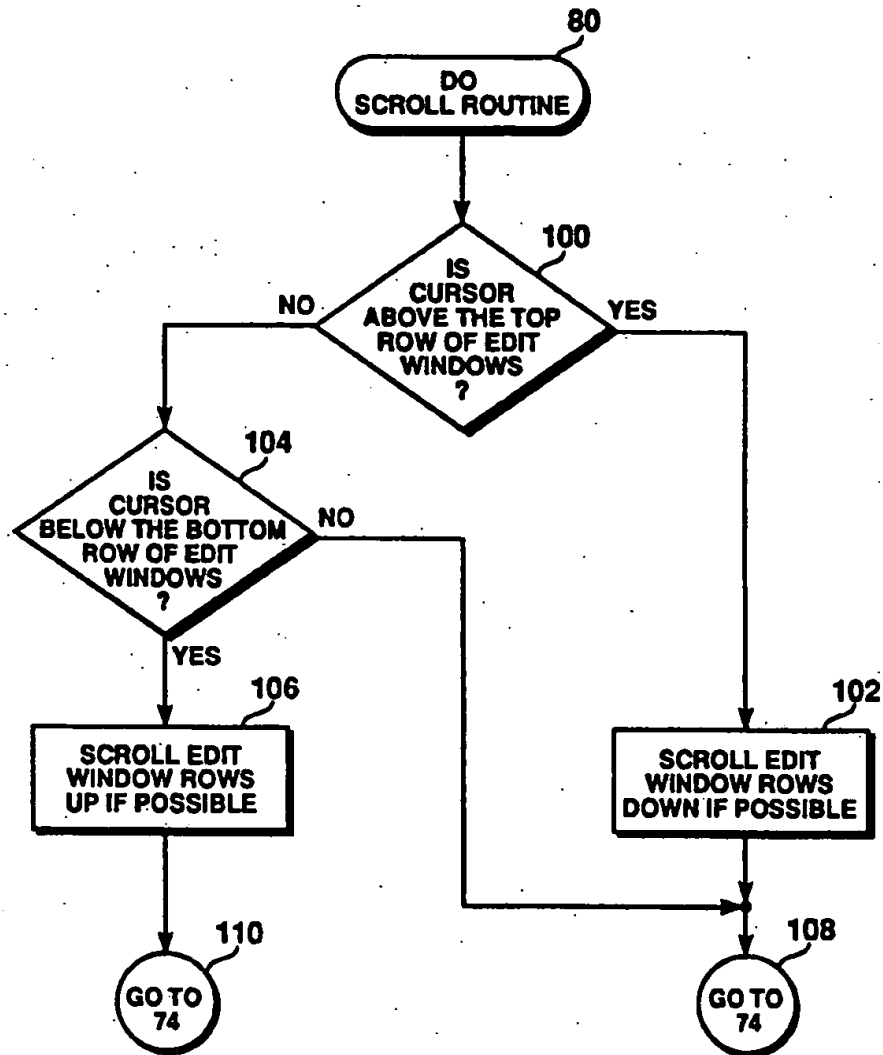 80
DO
SCROLL ROUTINE
100
IS
CURSOR
ABOVE THE TOP
ROW OF EDIT
WINDOWS
?
NO
YES
104
IS
CURSOR
BELOW THE BOTTOM
ROW OF EDIT
WINDOWS
?
NO
YES
106
SCROLL EDIT
WINDOW ROWS
UP IF POSSIBLE
102
SCROLL EDIT
WINDOW ROWS
DOWN IF POSSIBLE
110
GO TO
74
108
GO TO
74